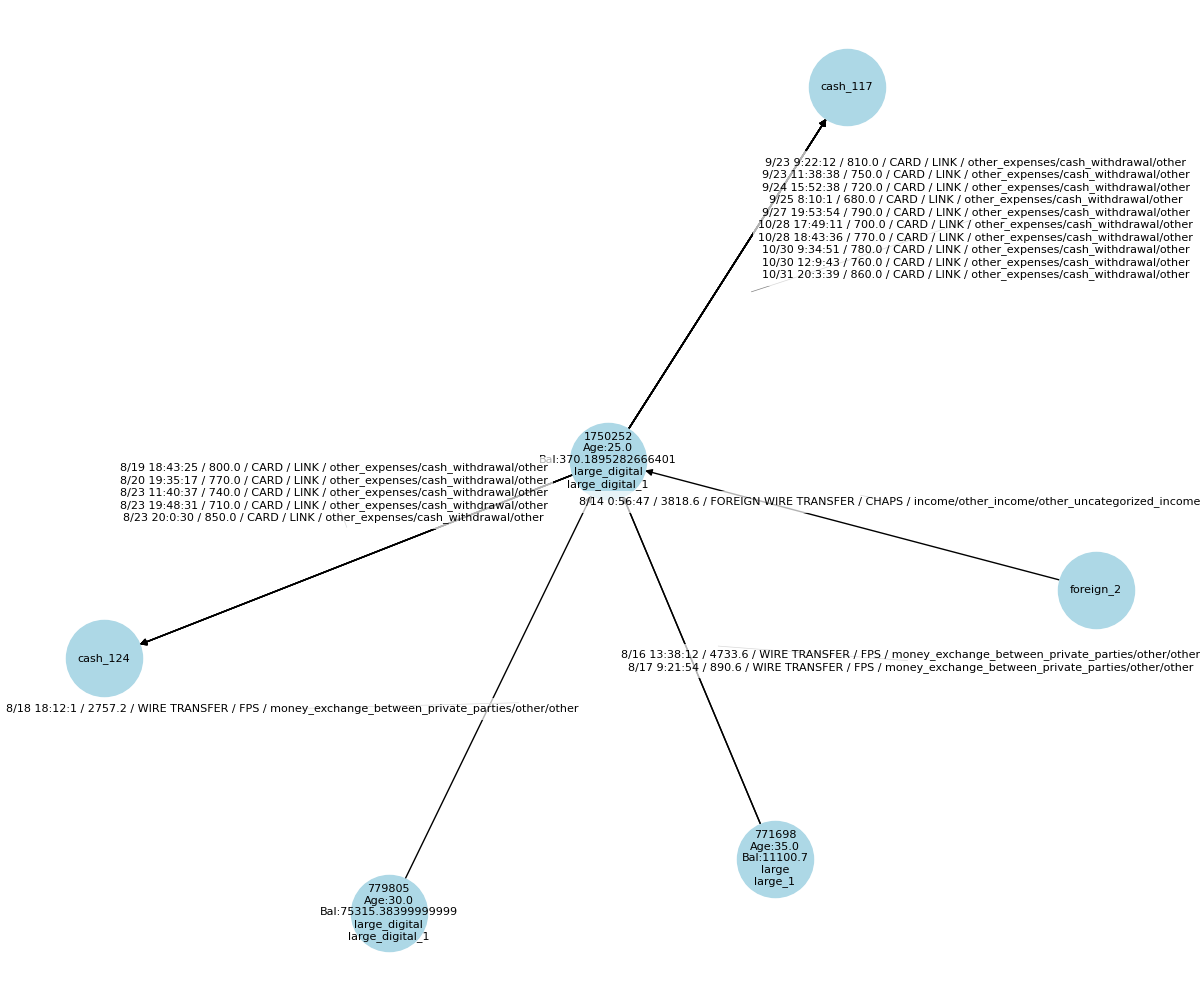 cash_117
9/23 9:22:12 / 810.0 / CARD / LINK / other_expenses/cash_withdrawal/other
9/23 11:38:38 / 750.0 / CARD / LINK / other_expenses/cash_withdrawal/other
9/24 15:52:38 / 720.0 / CARD / LINK / other_expenses/cash_withdrawal/other
9/25 8:10:1 / 680.0 / CARD / LINK / other_expenses/cash_withdrawal/other
9/27 19:53:54 / 790.0 / CARD / LINK / other_expenses/cash_withdrawal/other
10/28 17:49:11 / 700.0 / CARD / LINK / other_expenses/cash_withdrawal/other
10/28 18:43:36 / 770.0 / CARD / LINK / other_expenses/cash_withdrawal/other
10/30 9:34:51 / 780.0 / CARD / LINK / other_expenses/cash_withdrawal/other
10/30 12:9:43 / 760.0 / CARD / LINK / other_expenses/cash_withdrawal/other
10/31 20:3:39 / 860.0 / CARD / LINK / other_expenses/cash_withdrawal/other
1750252
Age:25.0
Bal:370.1895282666401
large_digital
large_digital_1
8/19 18:43:25 / 800.0 / CARD / LINK / other_expenses/cash_withdrawal/other
8/20 19:35:17 / 770.0 / CARD / LINK / other_expenses/cash_withdrawal/other
8/23 11:40:37 / 740.0 / CARD / LINK / other_expenses/cash_withdrawal/other
8/23 19:48:31 / 710.0 / CARD / LINK / other_expenses/cash_withdrawal/other
8/23 20:0:30 / 850.0 / CARD / LINK / other_expenses/cash_withdrawal/other
8/14 0:56:47 / 3818.6 / FOREIGN WIRE TRANSFER / CHAPS / income/other_income/other_uncategorized_income
foreign_2
cash_124
8/16 13:38:12 / 4733.6 / WIRE TRANSFER / FPS / money_exchange_between_private_parties/other/other
8/17 9:21:54 / 890.6 / WIRE TRANSFER / FPS / money_exchange_between_private_parties/other/other
8/18 18:12:1 / 2757.2 / WIRE TRANSFER / FPS / money_exchange_between_private_parties/other/other
771698
Age:35.0
Bal:11100.7
large
large_1
779805
Age:30.0
Bal:75315.38399999999
large_digital
large_digital_1